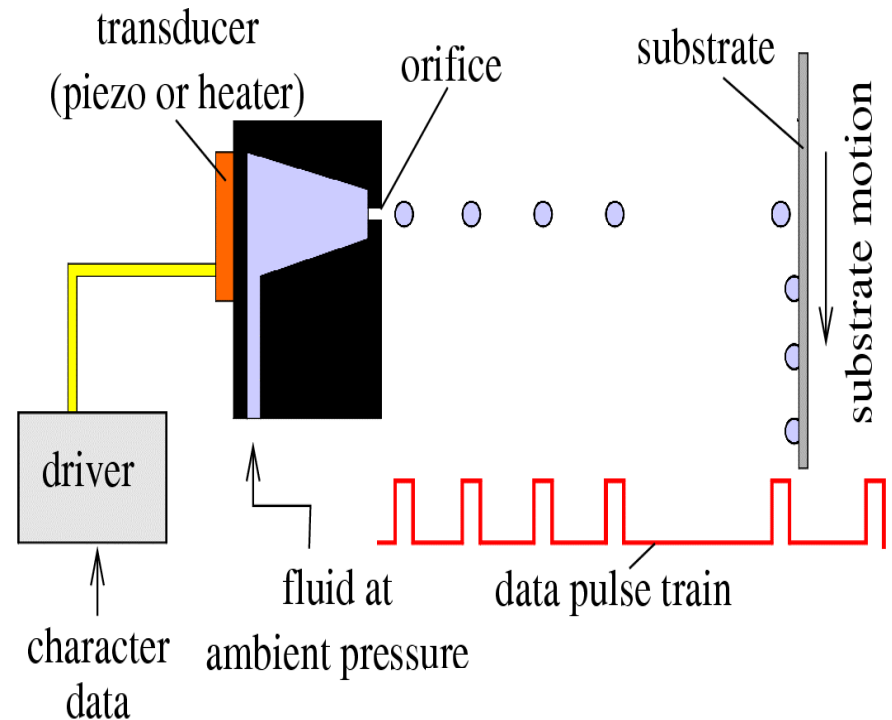 transducer
(piezo or heater)
orifice
substrate
substrate motion
driver
fluid at
ambient pressure
data pulse train
character
data